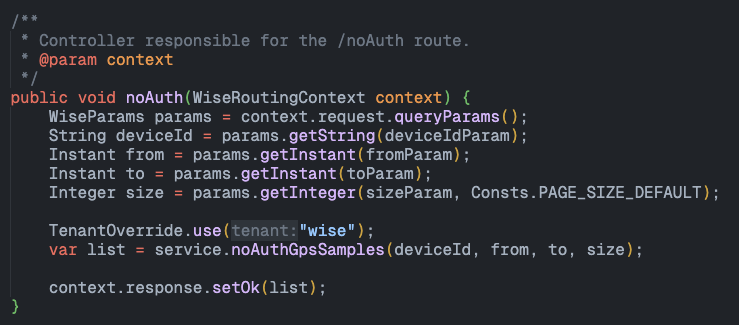 /**
 * Controller responsible for the /noAuth route.
 * @param context
 */
public void noAuth(WiseRoutingContext context) {
    WiseParams params = context.request.queryParams();
    String deviceId = params.getString(deviceIdParam);
    Instant from = params.getInstant(fromParam);
    Instant to = params.getInstant(toParam);
    Integer size = params.getInteger(sizeParam, Consts.PAGE_SIZE_DEFAULT);

    TenantOverride.use(tenant:"wise");
    var list = service.noAuthGpsSamples(deviceId, from, to, size);

    context.response.setOk(list);
}